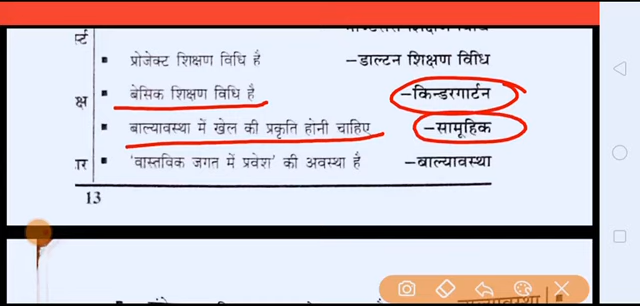 र्स्ट
▪ प्रोजेक्ट शिक्षण विधि है –डाल्टन शिक्षण विधि
क्ष ▪ बेसिक शिक्षण विधि है –किन्डरगार्टन
▪ बाल्यावस्था में खेल की प्रकृति होनी चाहिए –सामूहिक
ार ▪ 'वास्तविक जगत में प्रवेश' की अवस्था है –बाल्यावस्था
13